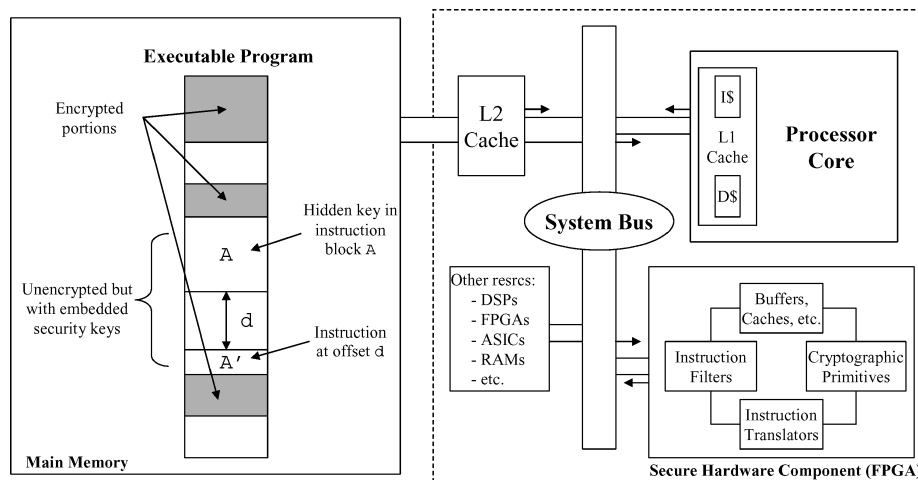 Executable Program
Encrypted
portions
Hidden key in
instruction
block A
A
Unencrypted but
with embedded
security keys
d
Instruction
at offset d
A'
Main Memory
L2
Cache
I$
L1
Cache
D$
Processor
Core
System Bus
Other resrcs:
- DSPs
- FPGAs
- ASICs
- RAMs
- etc.
Buffers,
Caches, etc.
Instruction
Filters
Cryptographic
Primitives
Instruction
Translators
Secure Hardware Component (FPGA)